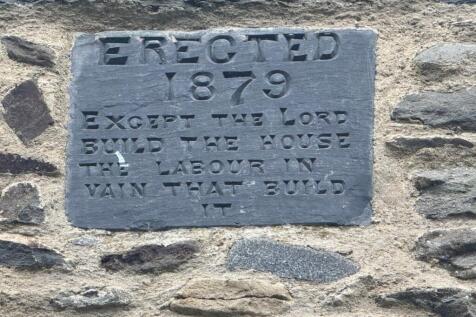 ERECTED
1879
EXCEPT THE LORD
BUILD THE HOUSE
THE LABOUR IN
VAIN THAT BUILD
IT